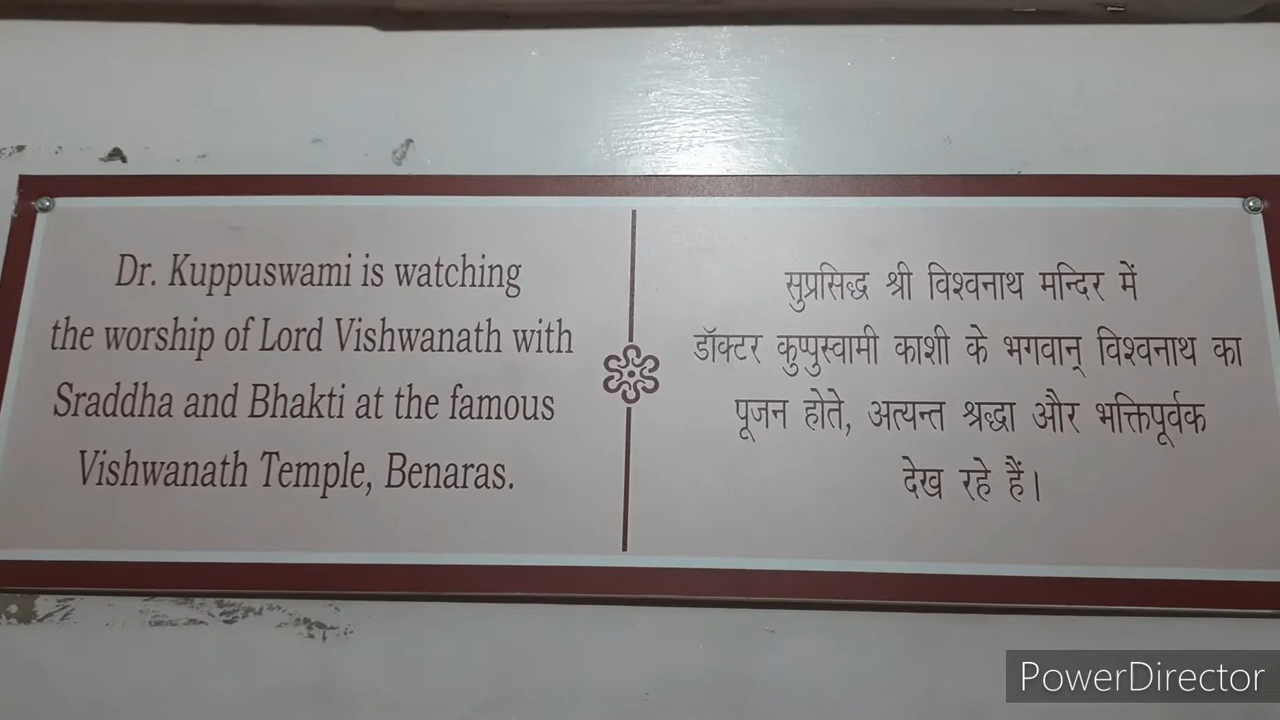 Dr. Kuppuswami is watching
the worship of Lord Vishwanath with
Sraddha and Bhakti at the famous
Vishwanath Temple, Benaras.
सुप्रसिद्ध श्री विश्वनाथ मन्दिर में
डॉक्टर कुप्पुस्वामी काशी के भगवान् विश्वनाथ का
पूजन होते, अत्यन्त श्रद्धा और भक्तिपूर्वक
देख रहे हैं।
PowerDirector